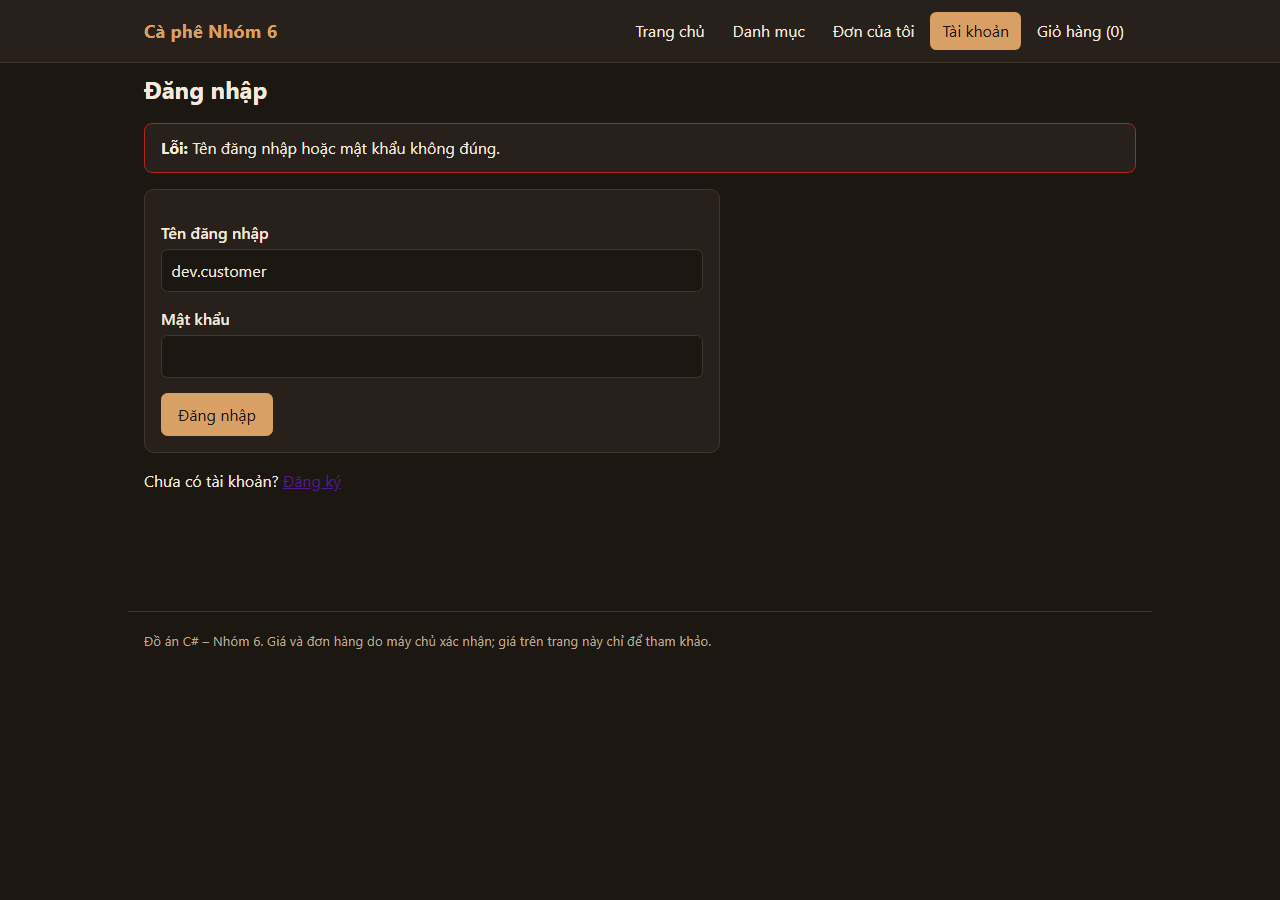 Cà phê Nhóm 6
Trang chủ Danh mục Đơn của tôi Tài khoản Giỏ hàng (0)
Đăng nhập
Lỗi: Tên đăng nhập hoặc mật khẩu không đúng.
Tên đăng nhập
dev.customer
Mật khẩu
Đăng nhập
Chưa có tài khoản? Đăng ký
Đồ án C# – Nhóm 6. Giá và đơn hàng do máy chủ xác nhận; giá trên trang này chỉ để tham khảo.